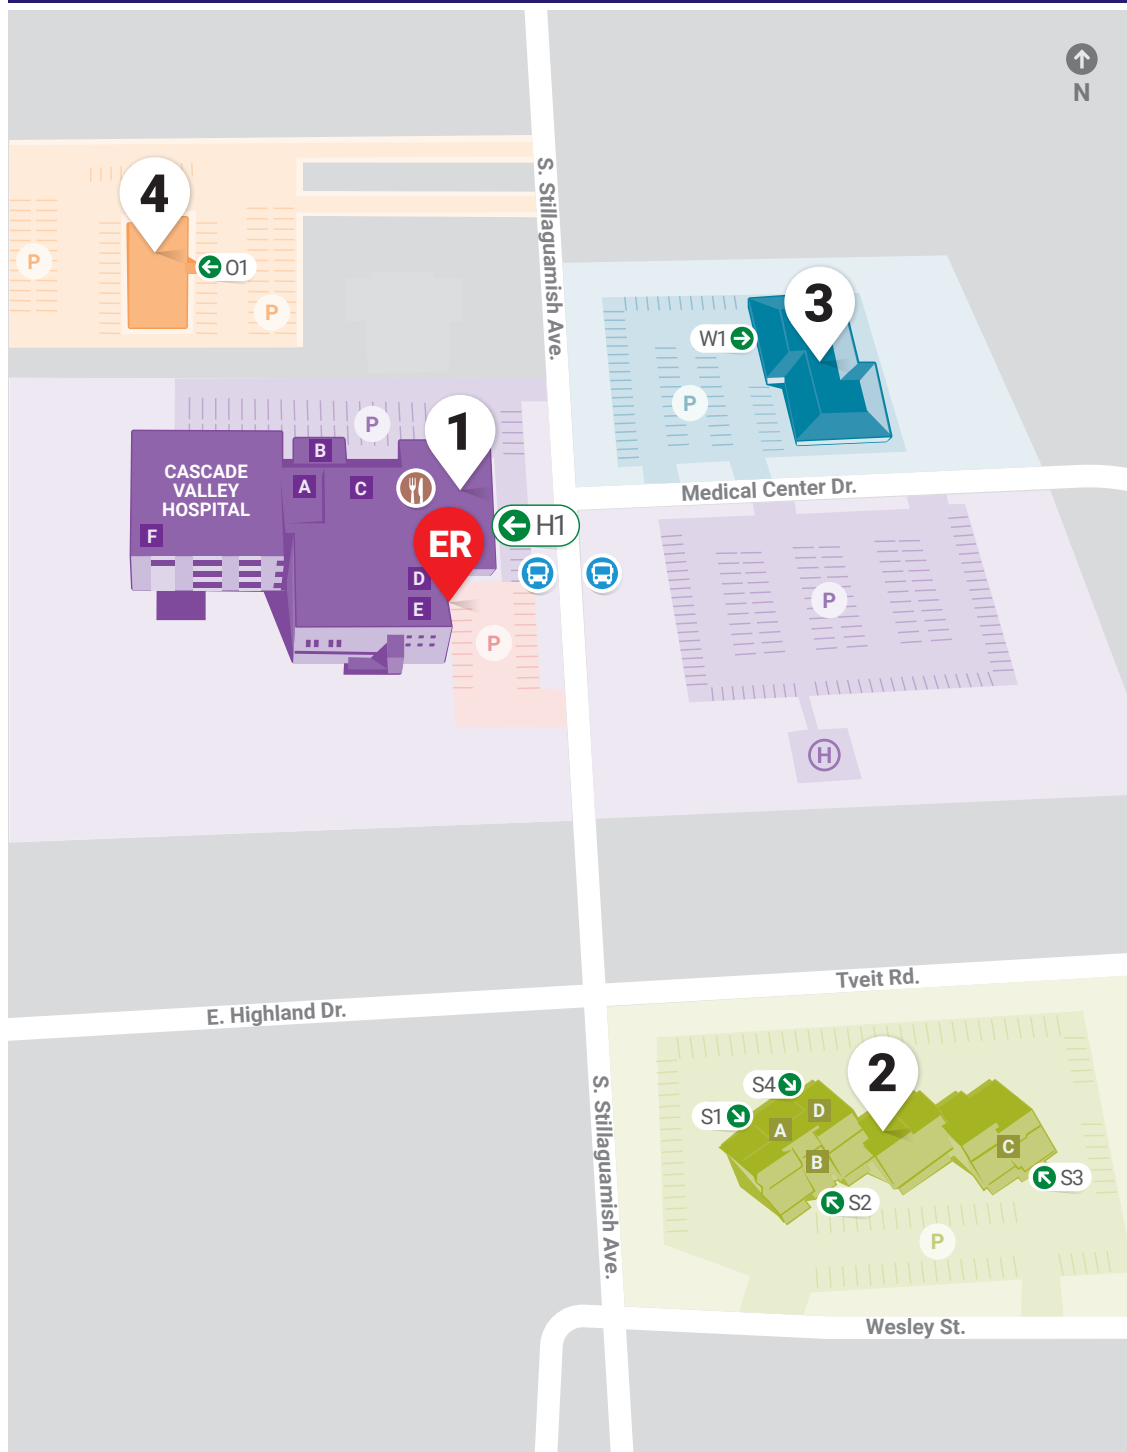 N
S. Stillaguamish Ave.
4
P
O1
P
3
W1
P
1
P
B
CASCADE
VALLEY
HOSPITAL
A
C
F
Medical Center Dr.
H1
ER
D
E
P
P
H
Tveit Rd.
E. Highland Dr.
S. Stillaguamish Ave.
2
S4
S1
D
A
B
C
S3
S2
P
Wesley St.